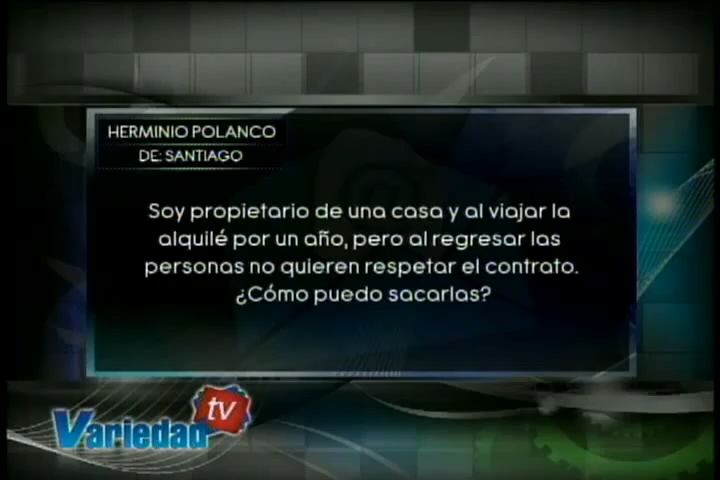 HERMINIO POLANCO
DE: SANTIAGO
Soy propietario de una casa y al viajar la
alquilé por un año, pero al regresar las
personas no quieren respetar el contrato.
¿Cómo puedo sacarlas?
Variedad tv